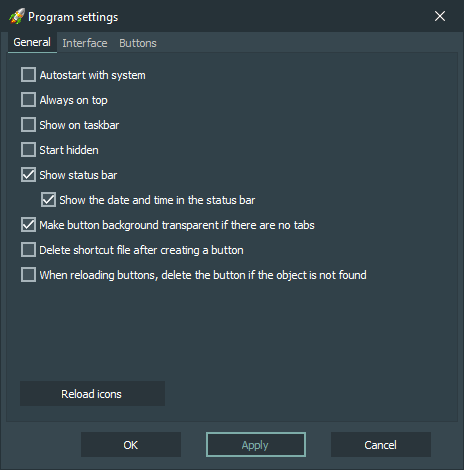 Program settings
General Interface Buttons
Autostart with system
Always on top
Show on taskbar
Start hidden
Show status bar
Show the date and time in the status bar
Make button background transparent if there are no tabs
Delete shortcut file after creating a button
When reloading buttons, delete the button if the object is not found
Reload icons
OK Apply Cancel